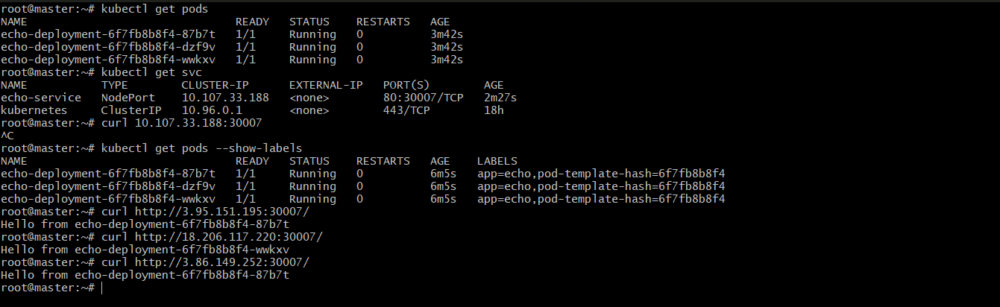 root@master:~# kubectl get pods
NAME                               READY   STATUS    RESTARTS   AGE
echo-deployment-6f7fb8b8f4-87b7t   1/1     Running   0          3m42s
echo-deployment-6f7fb8b8f4-dzf9v   1/1     Running   0          3m42s
echo-deployment-6f7fb8b8f4-wwkxv   1/1     Running   0          3m42s
root@master:~# kubectl get svc
NAME           TYPE        CLUSTER-IP      EXTERNAL-IP   PORT(S)        AGE
echo-service   NodePort    10.107.33.188   <none>        80:30007/TCP   2m27s
kubernetes     ClusterIP   10.96.0.1       <none>        443/TCP        18h
root@master:~# curl 10.107.33.188:30007
^C
root@master:~# kubectl get pods --show-labels
NAME                               READY   STATUS    RESTARTS   AGE    LABELS
echo-deployment-6f7fb8b8f4-87b7t   1/1     Running   0          6m5s   app=echo,pod-template-hash=6f7fb8b8f4
echo-deployment-6f7fb8b8f4-dzf9v   1/1     Running   0          6m5s   app=echo,pod-template-hash=6f7fb8b8f4
echo-deployment-6f7fb8b8f4-wwkxv   1/1     Running   0          6m5s   app=echo,pod-template-hash=6f7fb8b8f4
root@master:~# curl http://3.95.151.195:30007/
Hello from echo-deployment-6f7fb8b8f4-87b7t
root@master:~# curl http://18.206.117.220:30007/
Hello from echo-deployment-6f7fb8b8f4-wwkxv
root@master:~# curl http://3.86.149.252:30007/
Hello from echo-deployment-6f7fb8b8f4-87b7t
root@master:~#